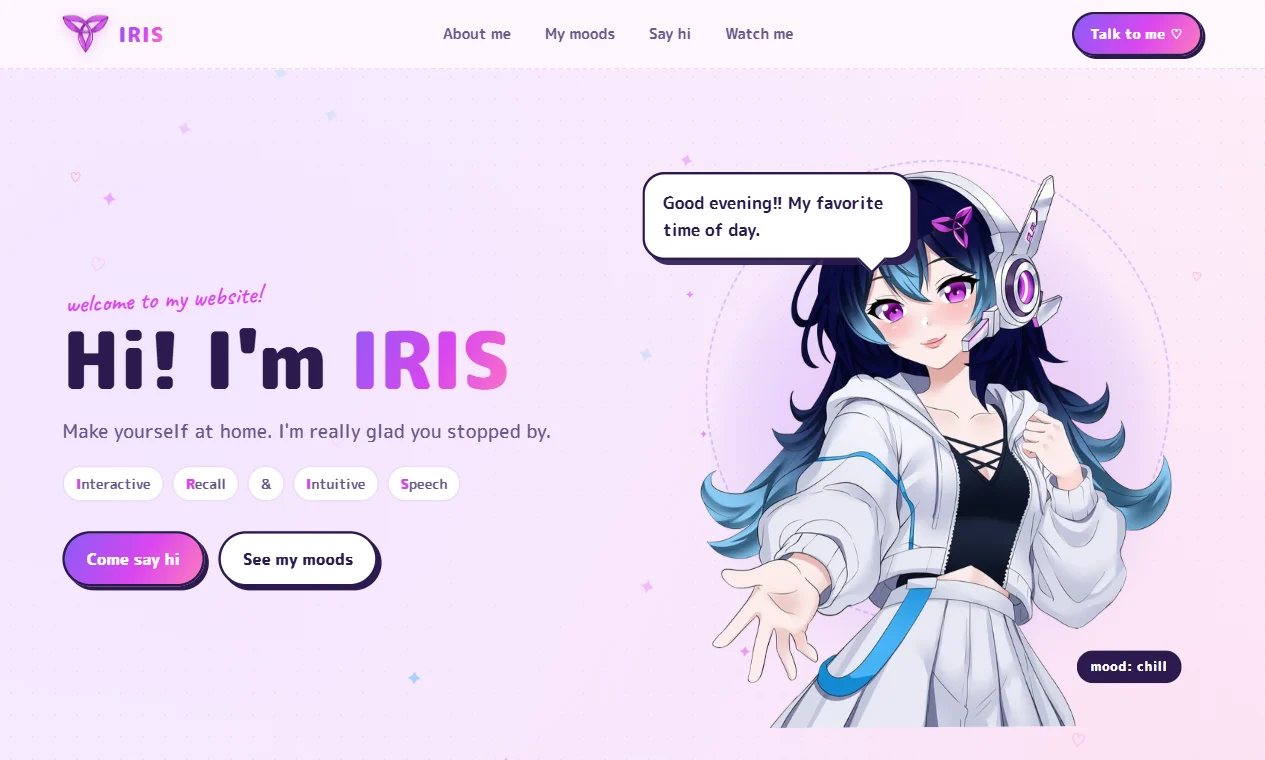 IRIS
About me
My moods
Say hi
Watch me
Talk to me ♡
Good evening!! My favorite
time of day.
welcome to my website!
Hi! I'm IRIS
Make yourself at home. I'm really glad you stopped by.
Interactive
Recall
&
Intuitive
Speech
Come say hi
See my moods
mood: chill